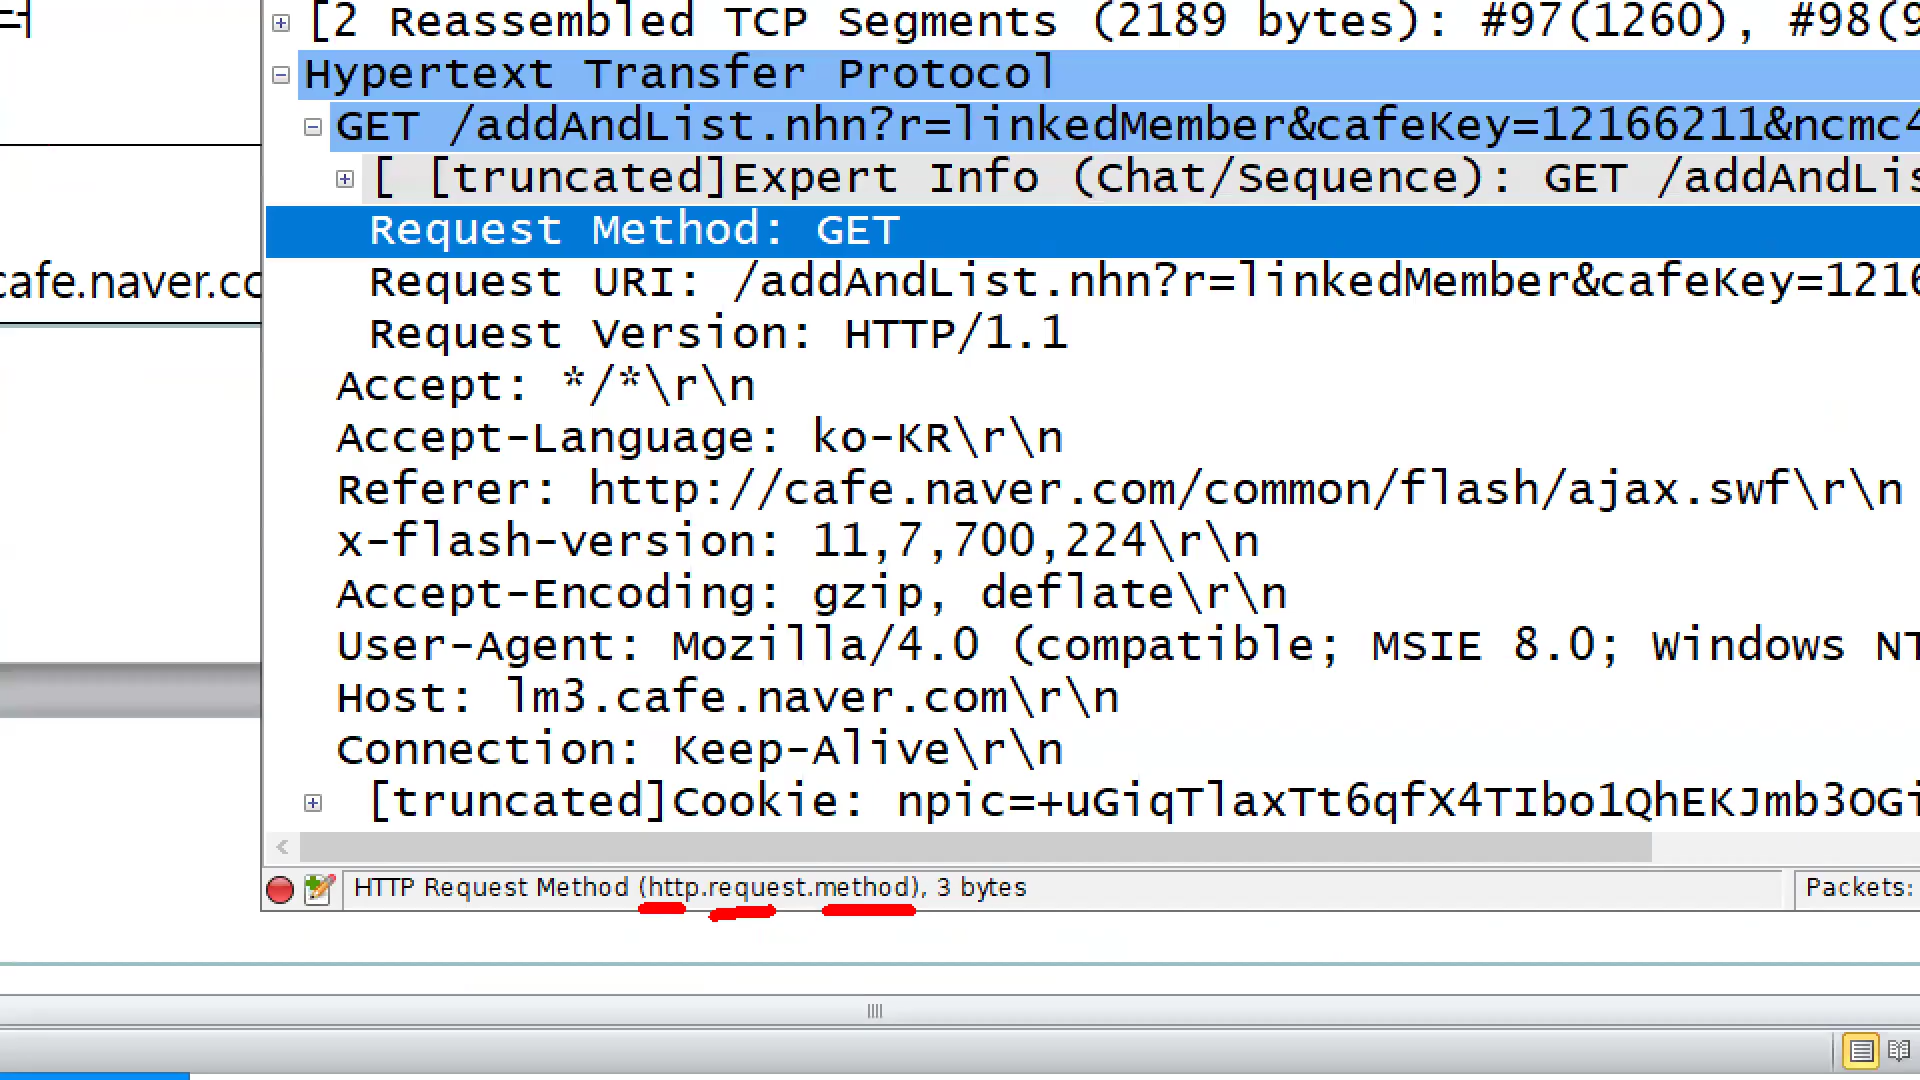 [2 Reassembled TCP Segments (2189 bytes): #97(1260), #98(9
Hypertext Transfer Protocol
GET /addAndList.nhn?r=linkedMember&cafeKey=12166211&ncmc4
[ [truncated]Expert Info (Chat/Sequence): GET /addAndLis
Request Method: GET
Request URI: /addAndList.nhn?r=linkedMember&cafeKey=1216
cafe.naver.co
Request Version: HTTP/1.1
Accept: */*\r\n
Accept-Language: ko-KR\r\n
Referer: http://cafe.naver.com/common/flash/ajax.swf\r\n
x-flash-version: 11,7,700,224\r\n
Accept-Encoding: gzip, deflate\r\n
User-Agent: Mozilla/4.0 (compatible; MSIE 8.0; Windows NT
Host: lm3.cafe.naver.com\r\n
Connection: Keep-Alive\r\n
[truncated]Cookie: npic=+uGiqTlaxTt6qfX4TIbo1QhEKJmb3OGi
HTTP Request Method (http.request.method), 3 bytes
Packets: